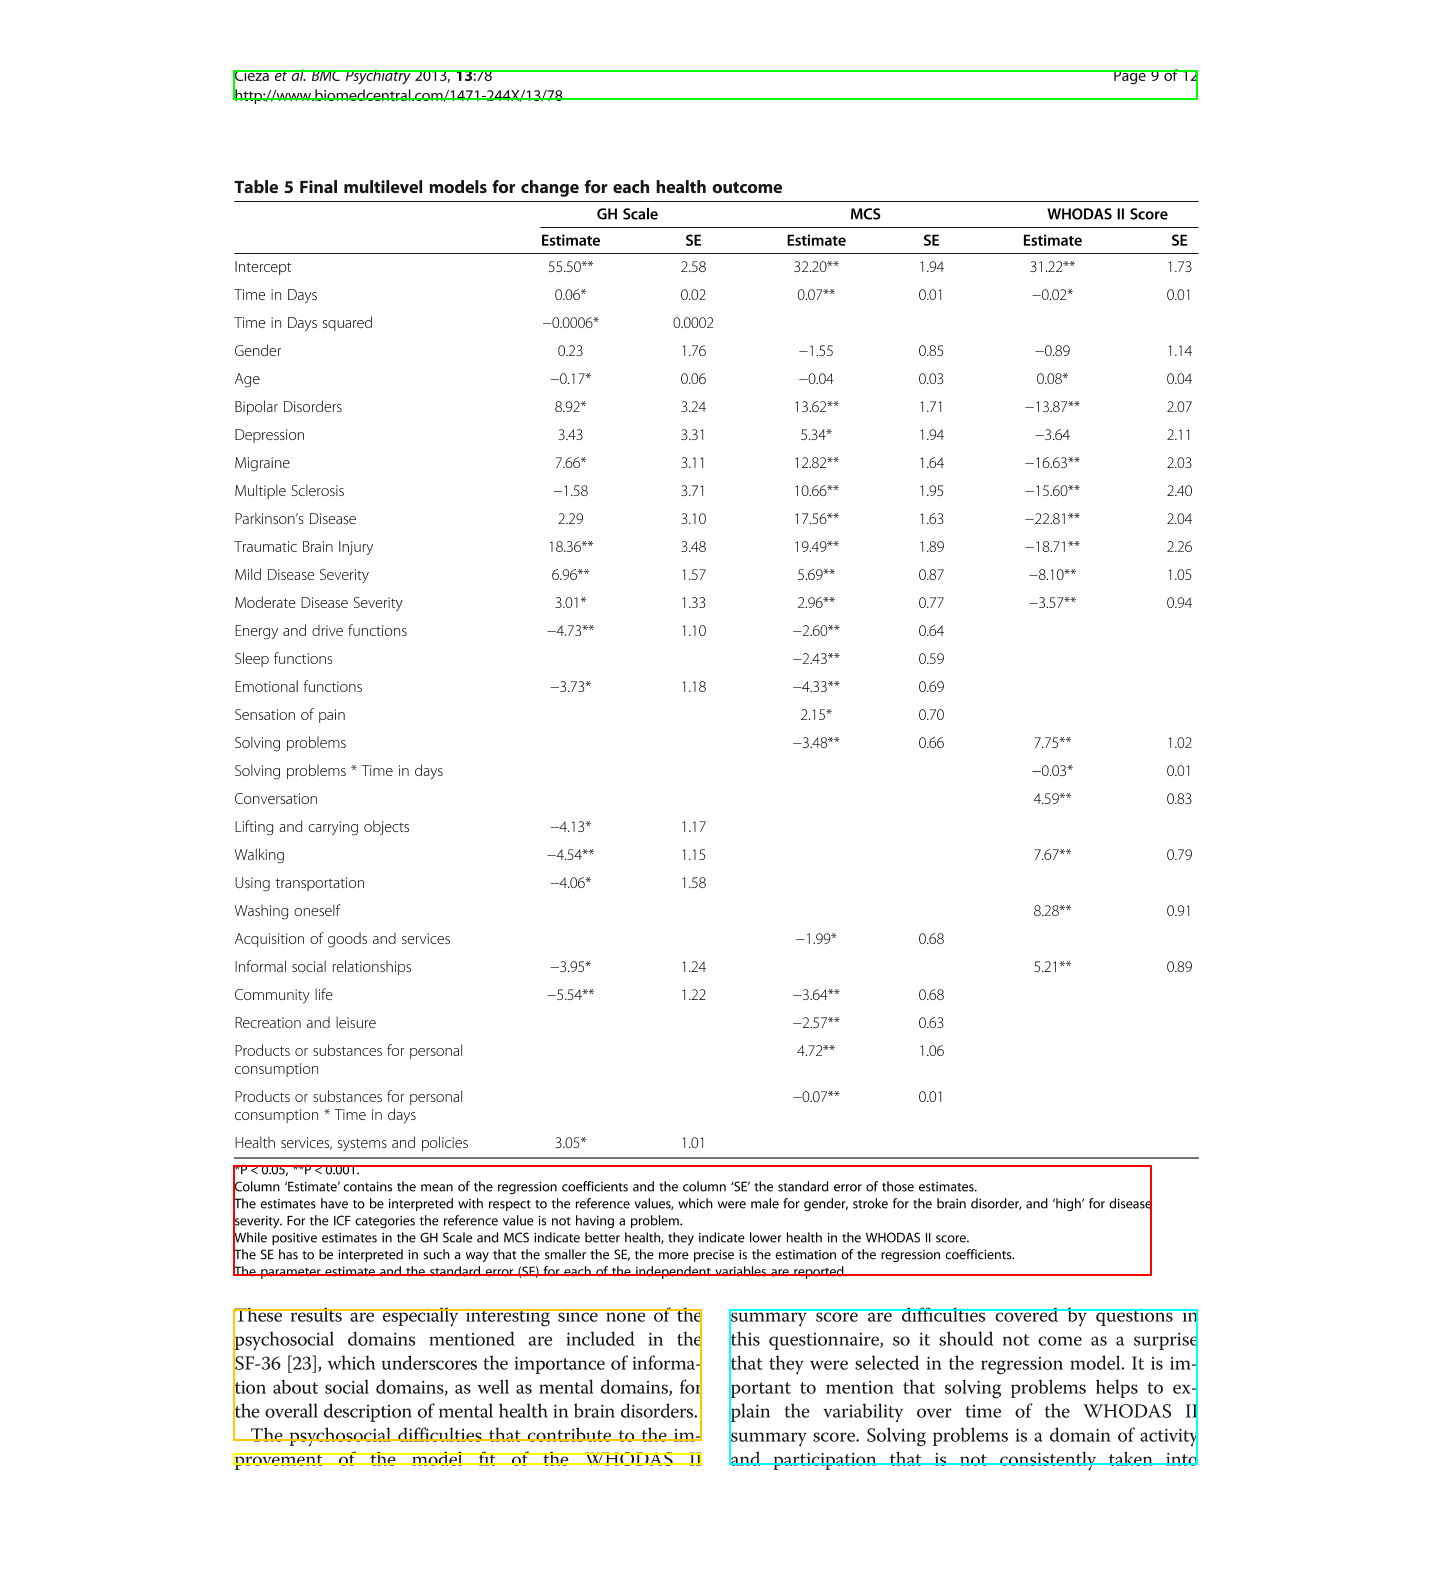 Cieza et al. BMC Psychiatry 2013, 13:78 Page 9 of 12
http://www.biomedcentral.com/1471-244X/13/78
Table 5 Final multilevel models for change for each health outcome
GH Scale MCS WHODAS II Score
Estimate SE Estimate SE Estimate SE
Intercept 55.50** 2.58 32.20** 1.94 31.22** 1.73
Time in Days 0.06* 0.02 0.07** 0.01 −0.02* 0.01
Time in Days squared −0.0006* 0.0002
Gender 0.23 1.76 −1.55 0.85 −0.89 1.14
Age −0.17* 0.06 −0.04 0.03 0.08* 0.04
Bipolar Disorders 8.92* 3.24 13.62** 1.71 −13.87** 2.07
Depression 3.43 3.31 5.34* 1.94 −3.64 2.11
Migraine 7.66* 3.11 12.82** 1.64 −16.63** 2.03
Multiple Sclerosis −1.58 3.71 10.66** 1.95 −15.60** 2.40
Parkinson’s Disease 2.29 3.10 17.56** 1.63 −22.81** 2.04
Traumatic Brain Injury 18.36** 3.48 19.49** 1.89 −18.71** 2.26
Mild Disease Severity 6.96** 1.57 5.69** 0.87 −8.10** 1.05
Moderate Disease Severity 3.01* 1.33 2.96** 0.77 −3.57** 0.94
Energy and drive functions −4.73** 1.10 −2.60** 0.64
Sleep functions −2.43** 0.59
Emotional functions −3.73* 1.18 −4.33** 0.69
Sensation of pain 2.15* 0.70
Solving problems −3.48** 0.66 7.75** 1.02
Solving problems * Time in days −0.03* 0.01
Conversation 4.59** 0.83
Lifting and carrying objects −4.13* 1.17
Walking −4.54** 1.15 7.67** 0.79
Using transportation −4.06* 1.58
Washing oneself 8.28** 0.91
Acquisition of goods and services −1.99* 0.68
Informal social relationships −3.95* 1.24 5.21** 0.89
Community life −5.54** 1.22 −3.64** 0.68
Recreation and leisure −2.57** 0.63
Products or substances for personal 4.72** 1.06
consumption
Products or substances for personal −0.07** 0.01
consumption * Time in days
Health services, systems and policies 3.05* 1.01
*P < 0.05, **P < 0.001.
Column ‘Estimate’ contains the mean of the regression coefficients and the column ‘SE’ the standard error of those estimates.
The estimates have to be interpreted with respect to the reference values, which were male for gender, stroke for the brain disorder, and ‘high’ for disease
severity. For the ICF categories the reference value is not having a problem.
While positive estimates in the GH Scale and MCS indicate better health, they indicate lower health in the WHODAS II score.
The SE has to be interpreted in such a way that the smaller the SE, the more precise is the estimation of the regression coefficients.
The parameter estimate and the standard error (SE) for each of the independent variables are reported.
These results are especially interesting since none of the
psychosocial domains mentioned are included in the
SF-36 [23], which underscores the importance of informa-
tion about social domains, as well as mental domains, for
the overall description of mental health in brain disorders.
The psychosocial difficulties that contribute to the im-
provement of the model fit of the WHODAS II
summary score are difficulties covered by questions in
this questionnaire, so it should not come as a surprise
that they were selected in the regression model. It is im-
portant to mention that solving problems helps to ex-
plain the variability over time of the WHODAS II
summary score. Solving problems is a domain of activity
and participation that is not consistently taken into